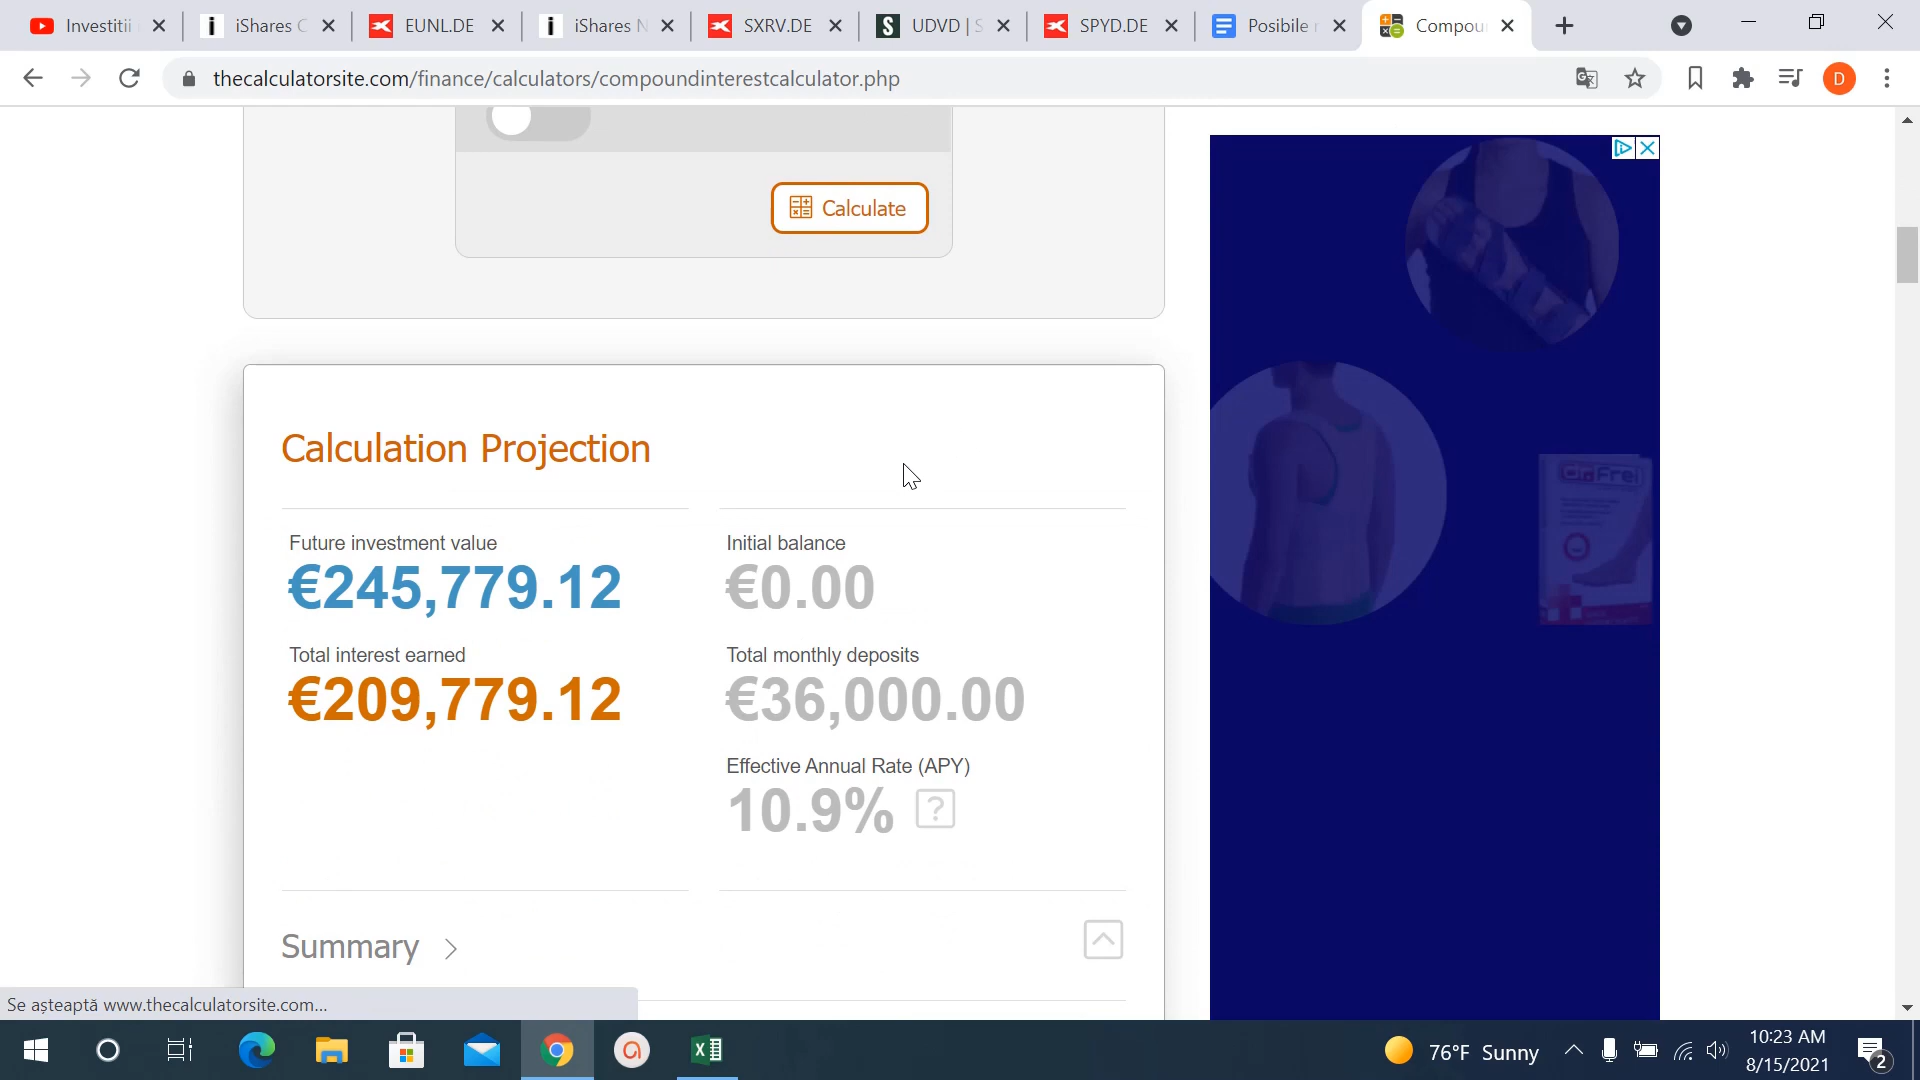 Investitii
iShares C
EUNL.DE
iShares N
SXRV.DE
UDVD | S
SPYD.DE
Posibile
Compou
D
thecalculatorsite.com/finance/calculators/compoundinterestcalculator.php
Calculate
Calculation Projection
Future investment value
€245,779.12
Initial balance
€0.00
Total interest earned
€209,779.12
Total monthly deposits
€36,000.00
Effective Annual Rate (APY)
10.9% ?
Summary
dr.Frei
Se așteaptă www.thecalculatorsite.com...
76°F Sunny
10:23 AM
8/15/2021
2